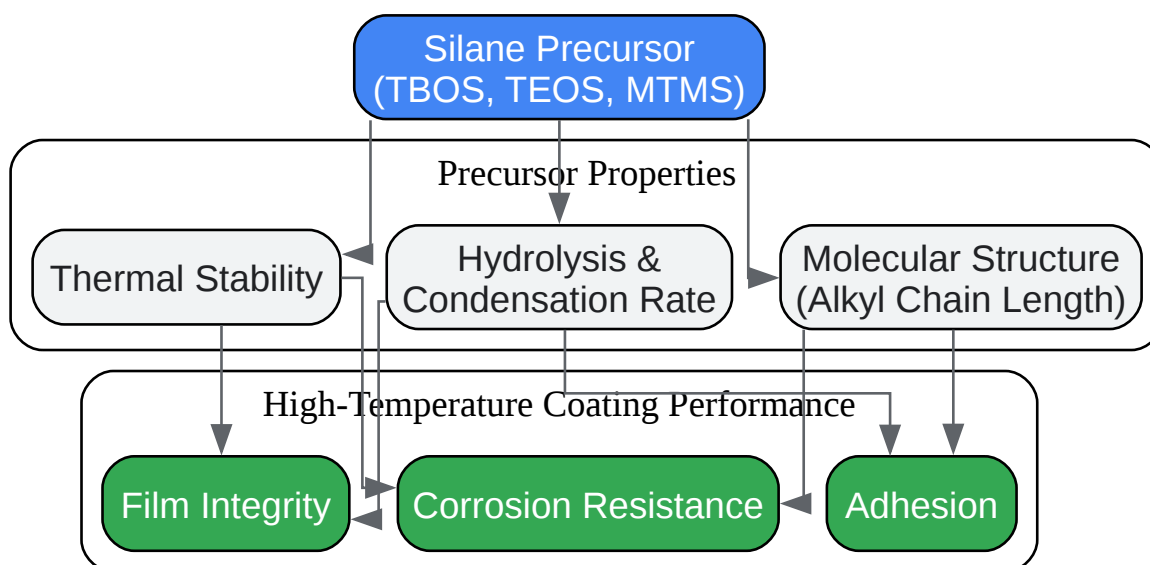 Silane Precursor
(TBOS, TEOS, MTMS)
Precursor Properties
Thermal Stability
Hydrolysis &
Condensation Rate
Molecular Structure
(Alkyl Chain Length)
High-Temperature Coating Performance
Film Integrity
Corrosion Resistance
Adhesion